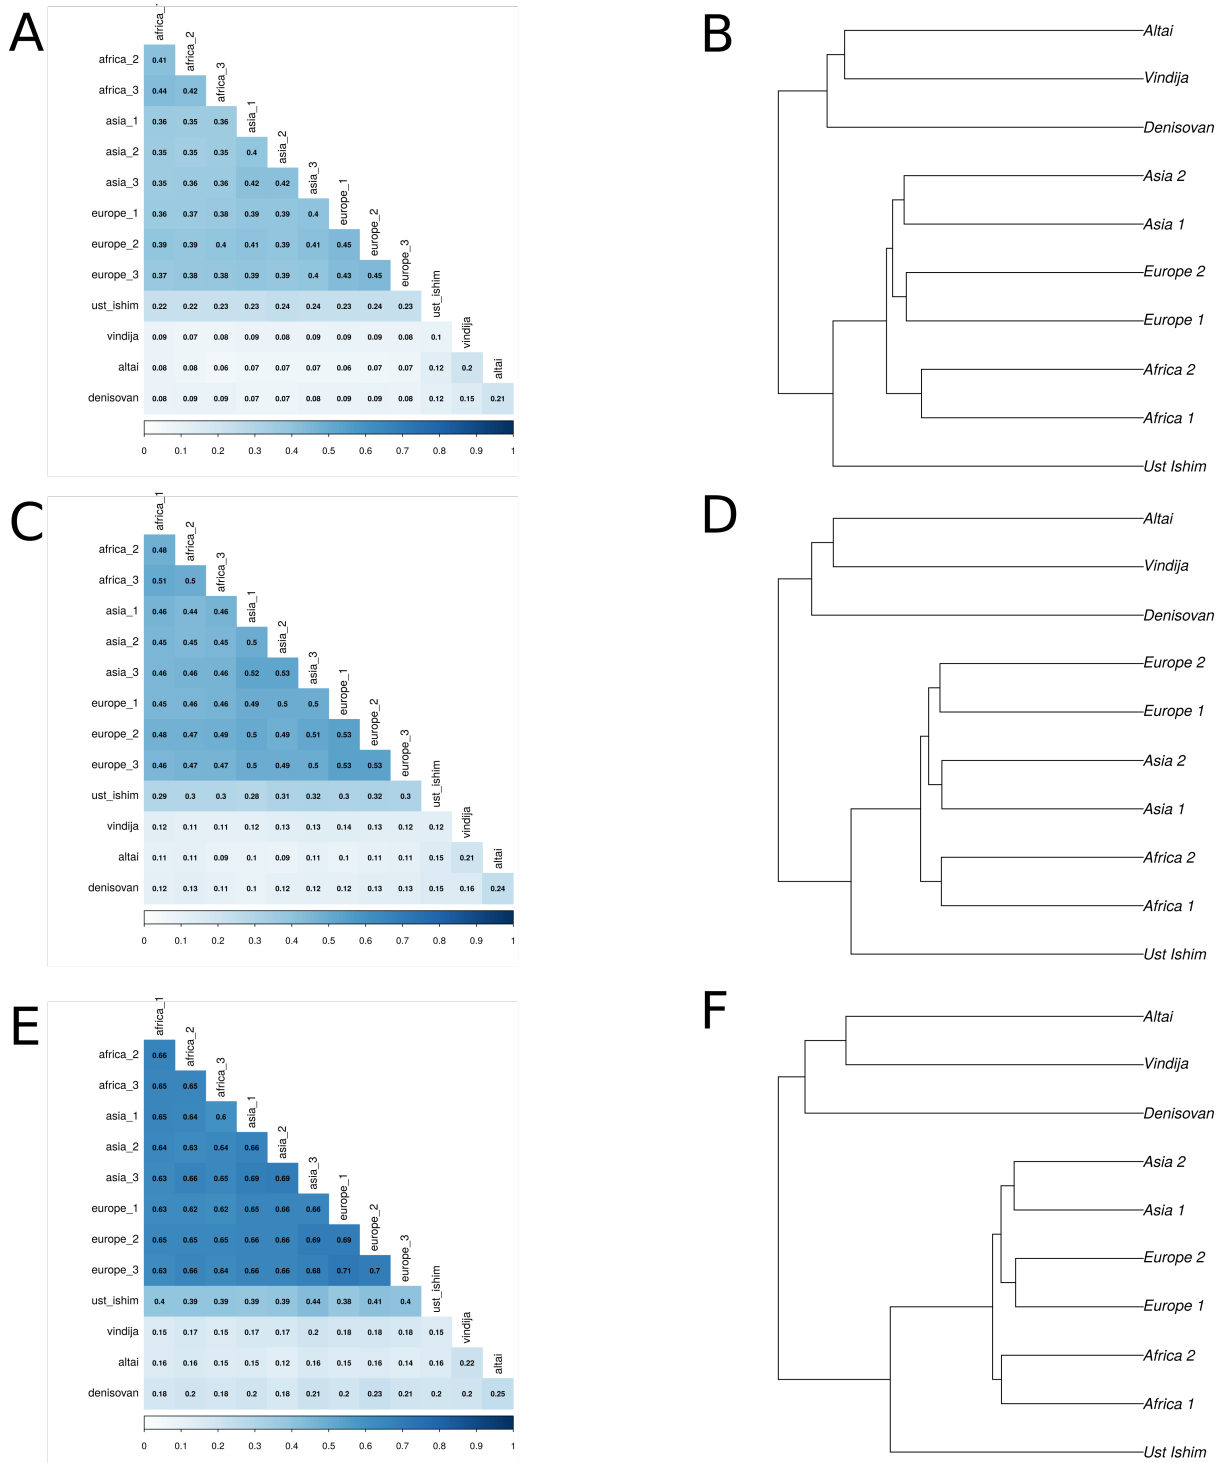 A
africa_
africa_2 0.41 africa_2
africa_3 0.44 0.42 africa_3
asia_1 0.36 0.35 0.36 asia_1
asia_2 0.35 0.35 0.35 0.4 asia_2
asia_3 0.35 0.36 0.36 0.42 0.42 asia_3
europe_1 0.36 0.37 0.38 0.39 0.39 0.4 europe_1
europe_2 0.39 0.39 0.4 0.41 0.39 0.41 0.45 europe_2
europe_3 0.37 0.38 0.38 0.39 0.39 0.4 0.43 0.45 europe_3
ust_ishim 0.22 0.22 0.23 0.23 0.24 0.24 0.23 0.24 0.23 ust_ishim
vindija 0.09 0.07 0.08 0.09 0.08 0.09 0.09 0.09 0.08 0.1 vindija
altai 0.08 0.08 0.06 0.07 0.07 0.07 0.06 0.07 0.07 0.12 0.2 altai
denisovan 0.08 0.09 0.09 0.07 0.07 0.08 0.09 0.09 0.08 0.12 0.15 0.21
0 0.1 0.2 0.3 0.4 0.5 0.6 0.7 0.8 0.9 1
B
Altai
Vindija
Denisovan
Asia 2
Asia 1
Europe 2
Europe 1
Africa 2
Africa 1
Ust Ishim
C
africa_1
africa_2 0.48 africa_2
africa_3 0.51 0.5 africa_3
asia_1 0.46 0.44 0.46 asia_1
asia_2 0.45 0.45 0.45 0.5 asia_2
asia_3 0.46 0.46 0.46 0.52 0.53 asia_3
europe_1 0.45 0.46 0.46 0.49 0.5 0.5 europe_1
europe_2 0.48 0.47 0.49 0.5 0.49 0.51 0.53 europe_2
europe_3 0.46 0.47 0.47 0.5 0.49 0.5 0.53 0.53 europe_3
ust_ishim 0.29 0.3 0.3 0.28 0.31 0.32 0.3 0.32 0.3 ust_ishim
vindija 0.12 0.11 0.11 0.12 0.13 0.13 0.14 0.13 0.12 0.12 vindija
altai 0.11 0.11 0.09 0.1 0.09 0.11 0.1 0.11 0.11 0.15 0.21 altai
denisovan 0.12 0.13 0.11 0.1 0.12 0.12 0.12 0.13 0.13 0.15 0.16 0.24
0 0.1 0.2 0.3 0.4 0.5 0.6 0.7 0.8 0.9 1
D
Altai
Vindija
Denisovan
Europe 2
Europe 1
Asia 2
Asia 1
Africa 2
Africa 1
Ust Ishim
E
africa_1
africa_2 0.66 africa_2
africa_3 0.65 0.65 africa_3
asia_1 0.65 0.64 0.6 asia_1
asia_2 0.64 0.63 0.64 0.66 asia_2
asia_3 0.63 0.66 0.65 0.69 0.69 asia_3
europe_1 0.63 0.62 0.62 0.65 0.66 0.66 europe_1
europe_2 0.65 0.65 0.65 0.66 0.66 0.69 0.69 europe_2
europe_3 0.63 0.66 0.64 0.66 0.66 0.68 0.71 0.7 europe_3
ust_ishim 0.4 0.39 0.39 0.39 0.39 0.44 0.38 0.41 0.4 ust_ishim
vindija 0.15 0.17 0.15 0.17 0.17 0.2 0.18 0.18 0.18 0.15 vindija
altai 0.16 0.16 0.15 0.15 0.12 0.16 0.15 0.16 0.14 0.16 0.22 altai
denisovan 0.18 0.2 0.18 0.2 0.18 0.21 0.2 0.23 0.21 0.2 0.2 0.25
0 0.1 0.2 0.3 0.4 0.5 0.6 0.7 0.8 0.9 1
F
Altai
Vindija
Denisovan
Asia 2
Asia 1
Europe 2
Europe 1
Africa 2
Africa 1
Ust Ishim